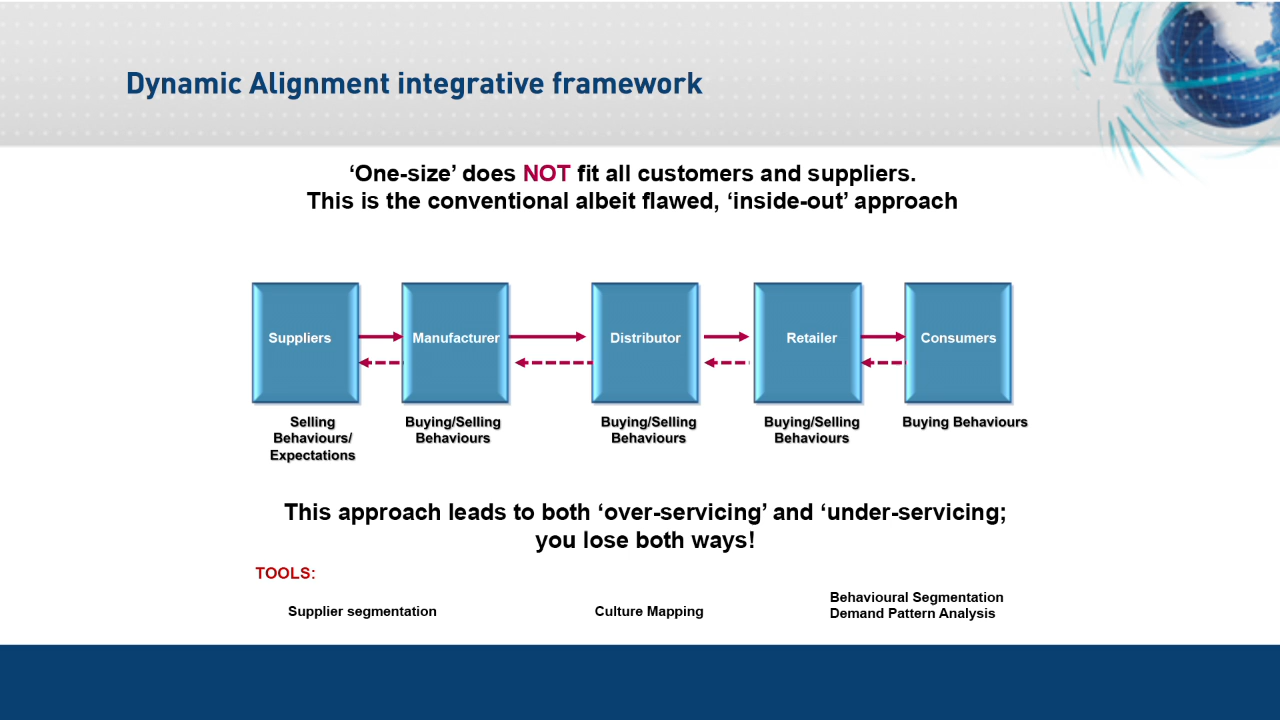 Dynamic Alignment integrative framework
‘One-size’ does NOT fit all customers and suppliers.
This is the conventional albeit flawed, ‘inside-out’ approach
Suppliers
Manufacturer
Distributor
Retailer
Consumers
Selling
Behaviours/
Expectations
Buying/Selling
Behaviours
Buying/Selling
Behaviours
Buying/Selling
Behaviours
Buying Behaviours
This approach leads to both ‘over-servicing’ and ‘under-servicing;
you lose both ways!
TOOLS:
Supplier segmentation
Culture Mapping
Behavioural Segmentation
Demand Pattern Analysis